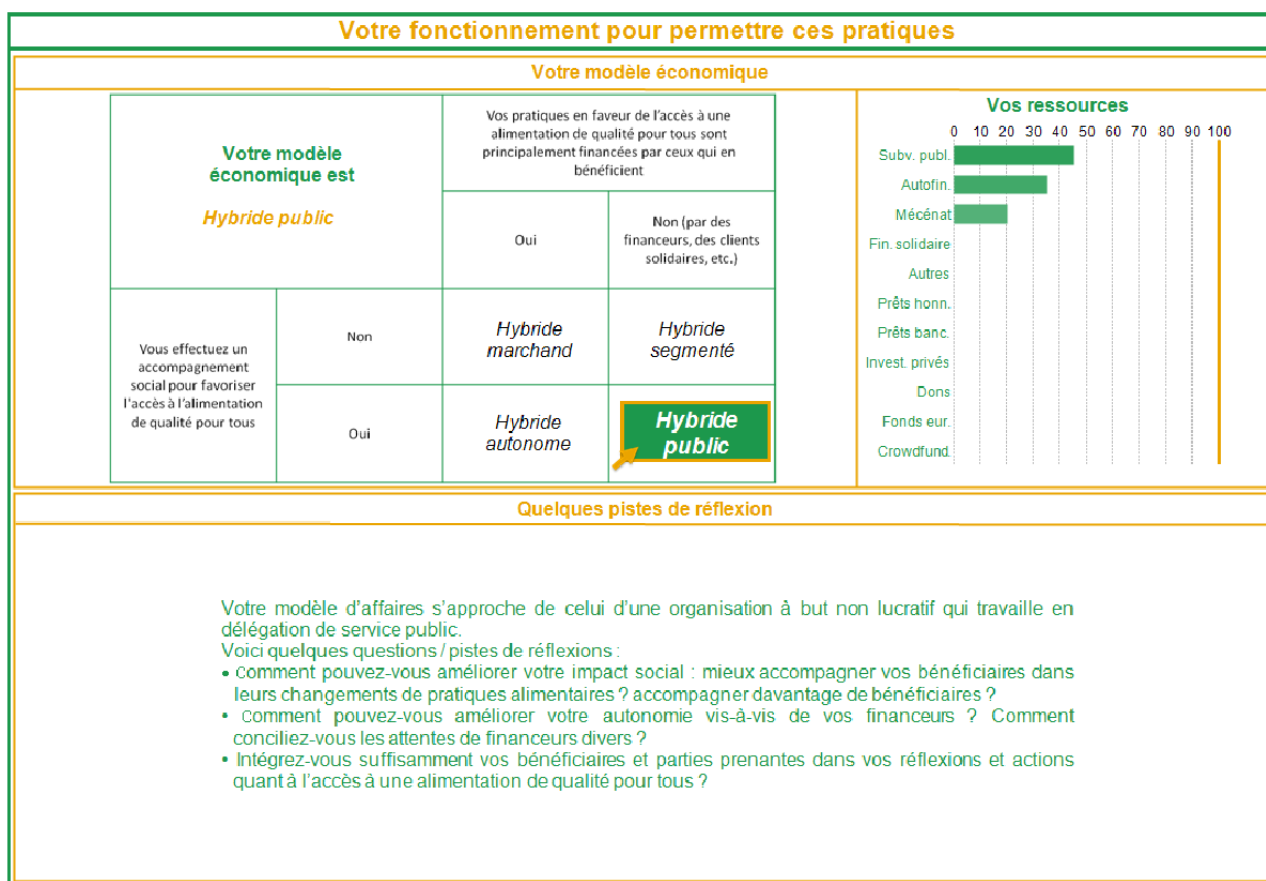 Votre fonctionnement pour permettre ces pratiques
Votre modèle économique
Votre modèle
économique est
Hybride public
Vos pratiques en faveur de l'accès à une
alimentation de qualité pour tous sont
principalement financées par ceux qui en
bénéficient
Oui
Non (par des
financeurs, des clients
solidaires, etc.)
Vous effectuez un
accompagnement
social pour favoriser
l'accès à l'alimentation
de qualité pour tous
Non
Hybride
marchand
Hybride
segmenté
Oui
Hybride
autonome
Hybride
public
Vos ressources
0 10 20 30 40 50 60 70 80 90 100
Subv. publ.
Autofin.
Mécénat
Fin. solidaire
Autres
Prêts honn.
Prêts banc.
Invest. privés
Dons
Fonds eur.
Crowdfund.
Quelques pistes de réflexion
Votre modèle d'affaires s'approche de celui d'une organisation à but non lucratif qui travaille en
délégation de service public.
Voici quelques questions / pistes de réflexions :
• Comment pouvez-vous améliorer votre impact social : mieux accompagner vos bénéficiaires dans
leurs changements de pratiques alimentaires ? accompagner davantage de bénéficiaires ?
• Comment pouvez-vous améliorer votre autonomie vis-à-vis de vos financeurs ? Comment
conciliez-vous les attentes de financeurs divers ?
• Intégrez-vous suffisamment vos bénéficiaires et parties prenantes dans vos réflexions et actions
quant à l'accès à une alimentation de qualité pour tous ?